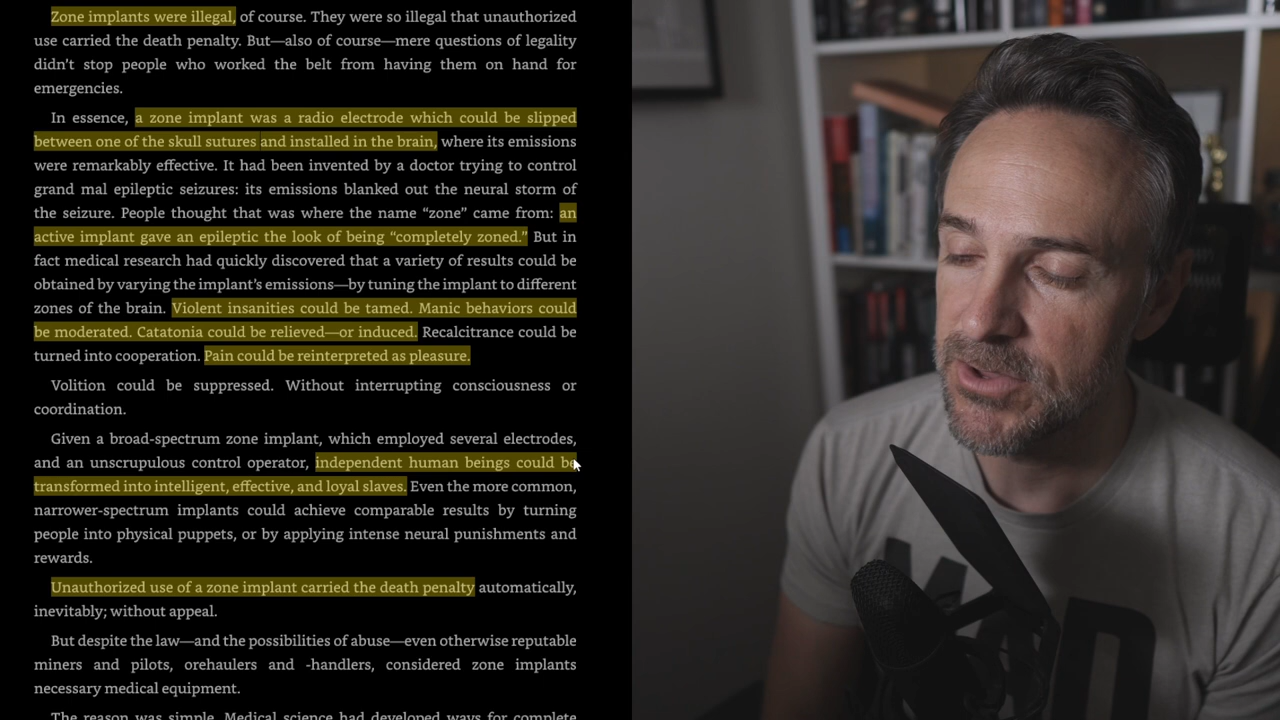 Zone implants were illegal, of course. They were so illegal that unauthorized
use carried the death penalty. But—also of course—mere questions of legality
didn't stop people who worked the belt from having them on hand for
emergencies.
In essence, a zone implant was a radio electrode which could be slipped
between one of the skull sutures and installed in the brain, where its emissions
were remarkably effective. It had been invented by a doctor trying to control
grand mal epileptic seizures: its emissions blanked out the neural storm of
the seizure. People thought that was where the name “zone” came from: an
active implant gave an epileptic the look of being “completely zoned.” But in
fact medical research had quickly discovered that a variety of results could be
obtained by varying the implant's emissions—by tuning the implant to different
zones of the brain. Violent insanities could be tamed. Manic behaviors could
be moderated. Catatonia could be relieved—or induced. Recalcitrance could be
turned into cooperation. Pain could be reinterpreted as pleasure.
Volition could be suppressed. Without interrupting consciousness or
coordination.
Given a broad-spectrum zone implant, which employed several electrodes,
and an unscrupulous control operator, independent human beings could be
transformed into intelligent, effective, and loyal slaves. Even the more common,
narrower-spectrum implants could achieve comparable results by turning
people into physical puppets, or by applying intense neural punishments and
rewards.
Unauthorized use of a zone implant carried the death penalty automatically,
inevitably; without appeal.
But despite the law—and the possibilities of abuse—even otherwise reputable
miners and pilots, orehaulers and -handlers, considered zone implants
necessary medical equipment.
The reason was simple. Medical science had developed ways for complete